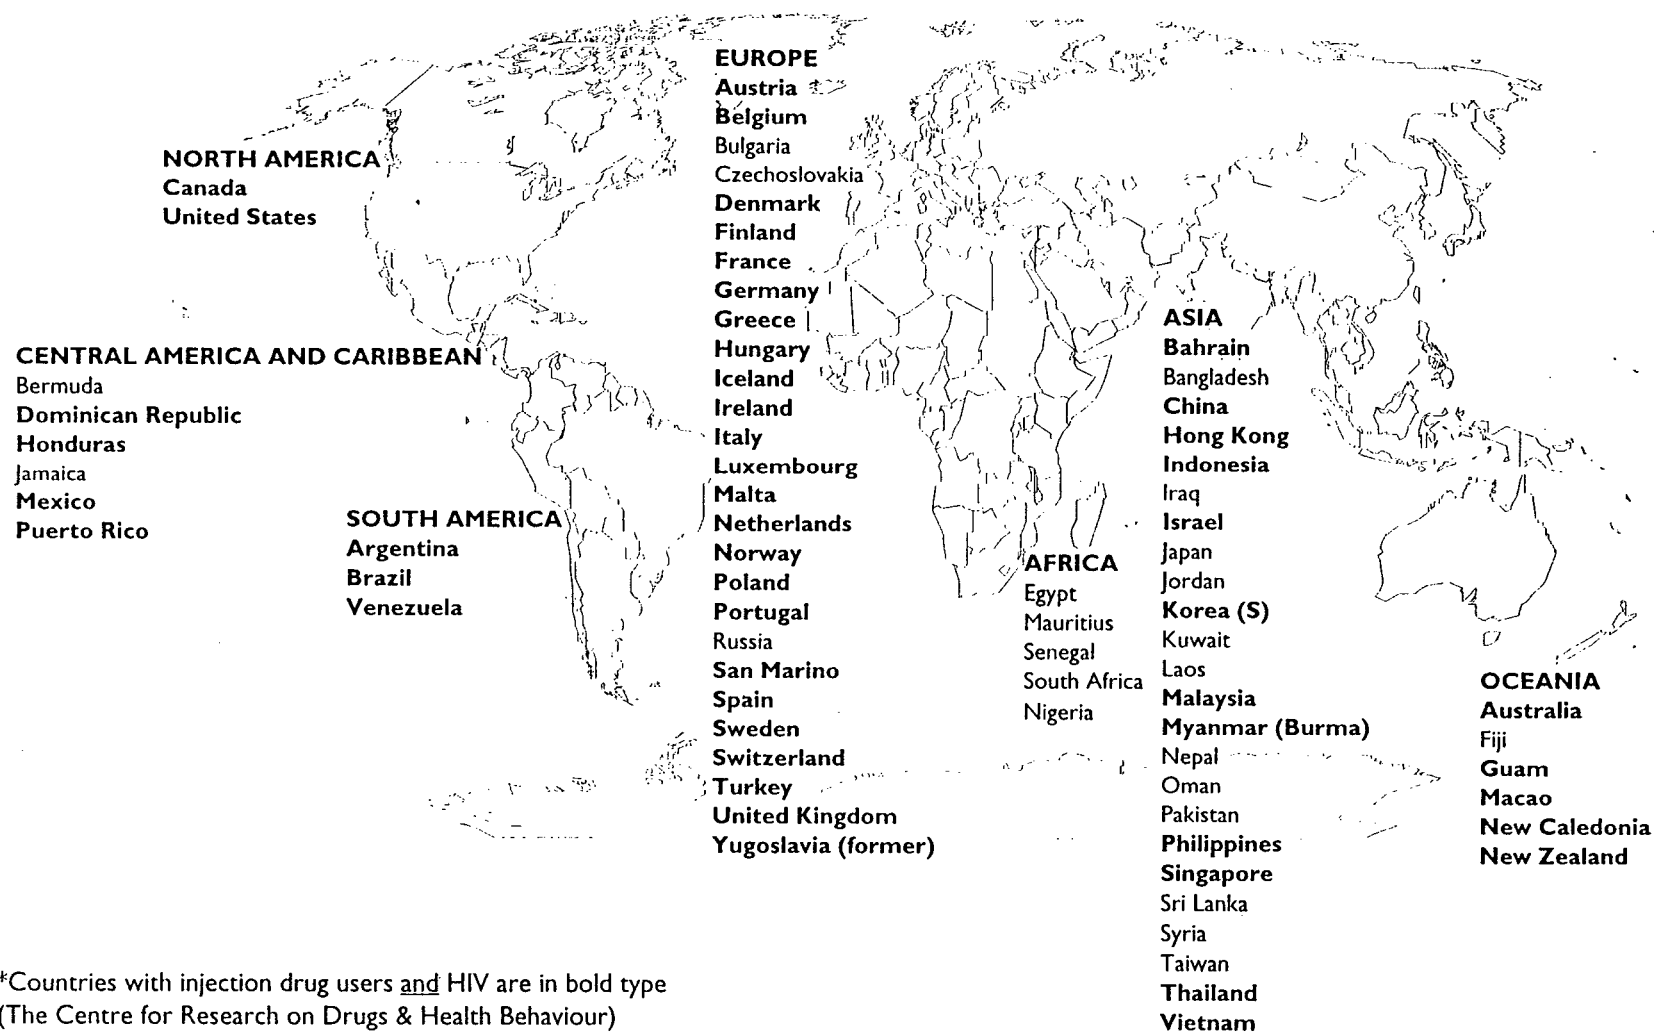 NORTH AMERICA
Canada
United States
CENTRAL AMERICA AND CARIBBEAN
Bermuda
Dominican Republic
Honduras
Jamaica
Mexico
Puerto Rico
SOUTH AMERICA
Argentina
Brazil
Venezuela
EUROPE
Austria
Belgium
Bulgaria
Czechoslovakia
Denmark
Finland
France
Germany
Greece
Hungary
Iceland
Ireland
Italy
Luxembourg
Malta
Netherlands
Norway
Poland
Portugal
Russia
San Marino
Spain
Sweden
Switzerland
Turkey
United Kingdom
Yugoslavia (former)
AFRICA
Egypt
Mauritius
Senegal
South Africa
Nigeria
ASIA
Bahrain
Bangladesh
China
Hong Kong
Indonesia
Iraq
Israel
Japan
Jordan
Korea (S)
Kuwait
Laos
Malaysia
Myanmar (Burma)
Nepal
Oman
Pakistan
Philippines
Singapore
Sri Lanka
Syria
Taiwan
Thailand
Vietnam
OCEANIA
Australia
Fiji
Guam
Macao
New Caledonia
New Zealand
*Countries with injection drug users and HIV are in bold type
(The Centre for Research on Drugs & Health Behaviour)